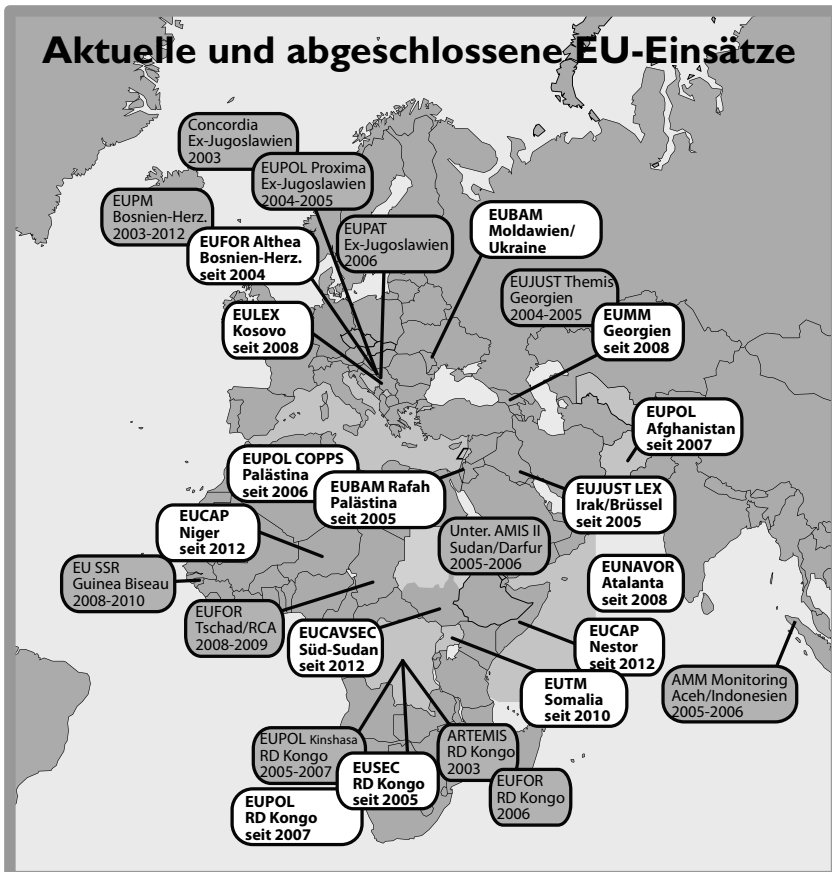 Aktuelle und abgeschlossene EU-Einsätze
Concordia
Ex-Jugoslawien
2003
EUPOL Proxima
Ex-Jugoslawien
2004-2005
EUPM
Bosnien-Herz.
2003-2012
EUFOR Althea
Bosnien-Herz.
seit 2004
EUPAT
Ex-Jugoslawien
2006
EUBAM
Moldawien/
Ukraine
EUJUST Themis
Georgien
2004-2005
EULEX
Kosovo
seit 2008
EUMM
Georgien
seit 2008
EUPOL
Afghanistan
seit 2007
EUPOL COPPS
Palästina
seit 2006
EUBAM Rafah
Palästina
seit 2005
EUJUST LEX
Irak/Brüssel
seit 2005
EUCAP
Niger
seit 2012
Unter. AMIS II
Sudan/Darfur
2005-2006
EU SSR
Guinea Biseau
2008-2010
EUNAVOR
Atalanta
seit 2008
EUFOR
Tschad/RCA
2008-2009
EUCAVSEC
Süd-Sudan
seit 2012
EUCAP
Nestor
seit 2012
EUTM
Somalia
seit 2010
AMM Monitoring
Aceh/Indonesien
2005-2006
EUPOL Kinshasa
RD Kongo
2005-2007
EUSEC
RD Kongo
seit 2005
ARTEMIS
RD Kongo
2003
EUFOR
RD Kongo
2006
EUPOL
RD Kongo
seit 2007